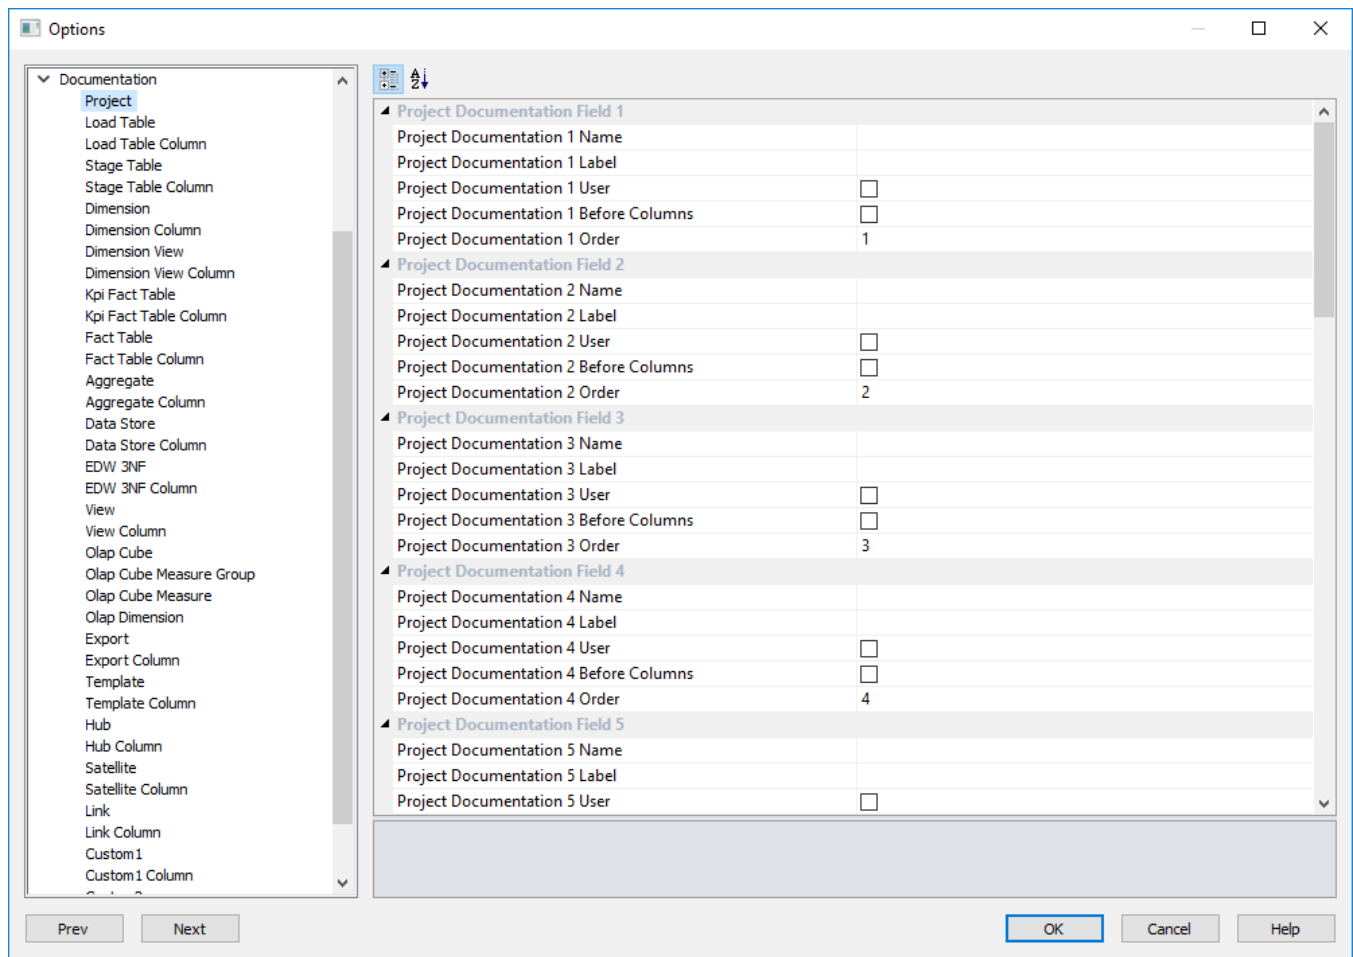 Options
Documentation
Project
Load Table
Load Table Column
Stage Table
Stage Table Column
Dimension
Dimension Column
Dimension View
Dimension View Column
Kpi Fact Table
Kpi Fact Table Column
Fact Table
Fact Table Column
Aggregate
Aggregate Column
Data Store
Data Store Column
EDW 3NF
EDW 3NF Column
View
View Column
Olap Cube
Olap Cube Measure Group
Olap Cube Measure
Olap Dimension
Export
Export Column
Template
Template Column
Hub
Hub Column
Satellite
Satellite Column
Link
Link Column
Custom1
Custom1 Column
Project Documentation Field 1
Project Documentation 1 Name
Project Documentation 1 Label
Project Documentation 1 User
Project Documentation 1 Before Columns
Project Documentation 1 Order 1
Project Documentation Field 2
Project Documentation 2 Name
Project Documentation 2 Label
Project Documentation 2 User
Project Documentation 2 Before Columns
Project Documentation 2 Order 2
Project Documentation Field 3
Project Documentation 3 Name
Project Documentation 3 Label
Project Documentation 3 User
Project Documentation 3 Before Columns
Project Documentation 3 Order 3
Project Documentation Field 4
Project Documentation 4 Name
Project Documentation 4 Label
Project Documentation 4 User
Project Documentation 4 Before Columns
Project Documentation 4 Order 4
Project Documentation Field 5
Project Documentation 5 Name
Project Documentation 5 Label
Project Documentation 5 User
Prev Next OK Cancel Help